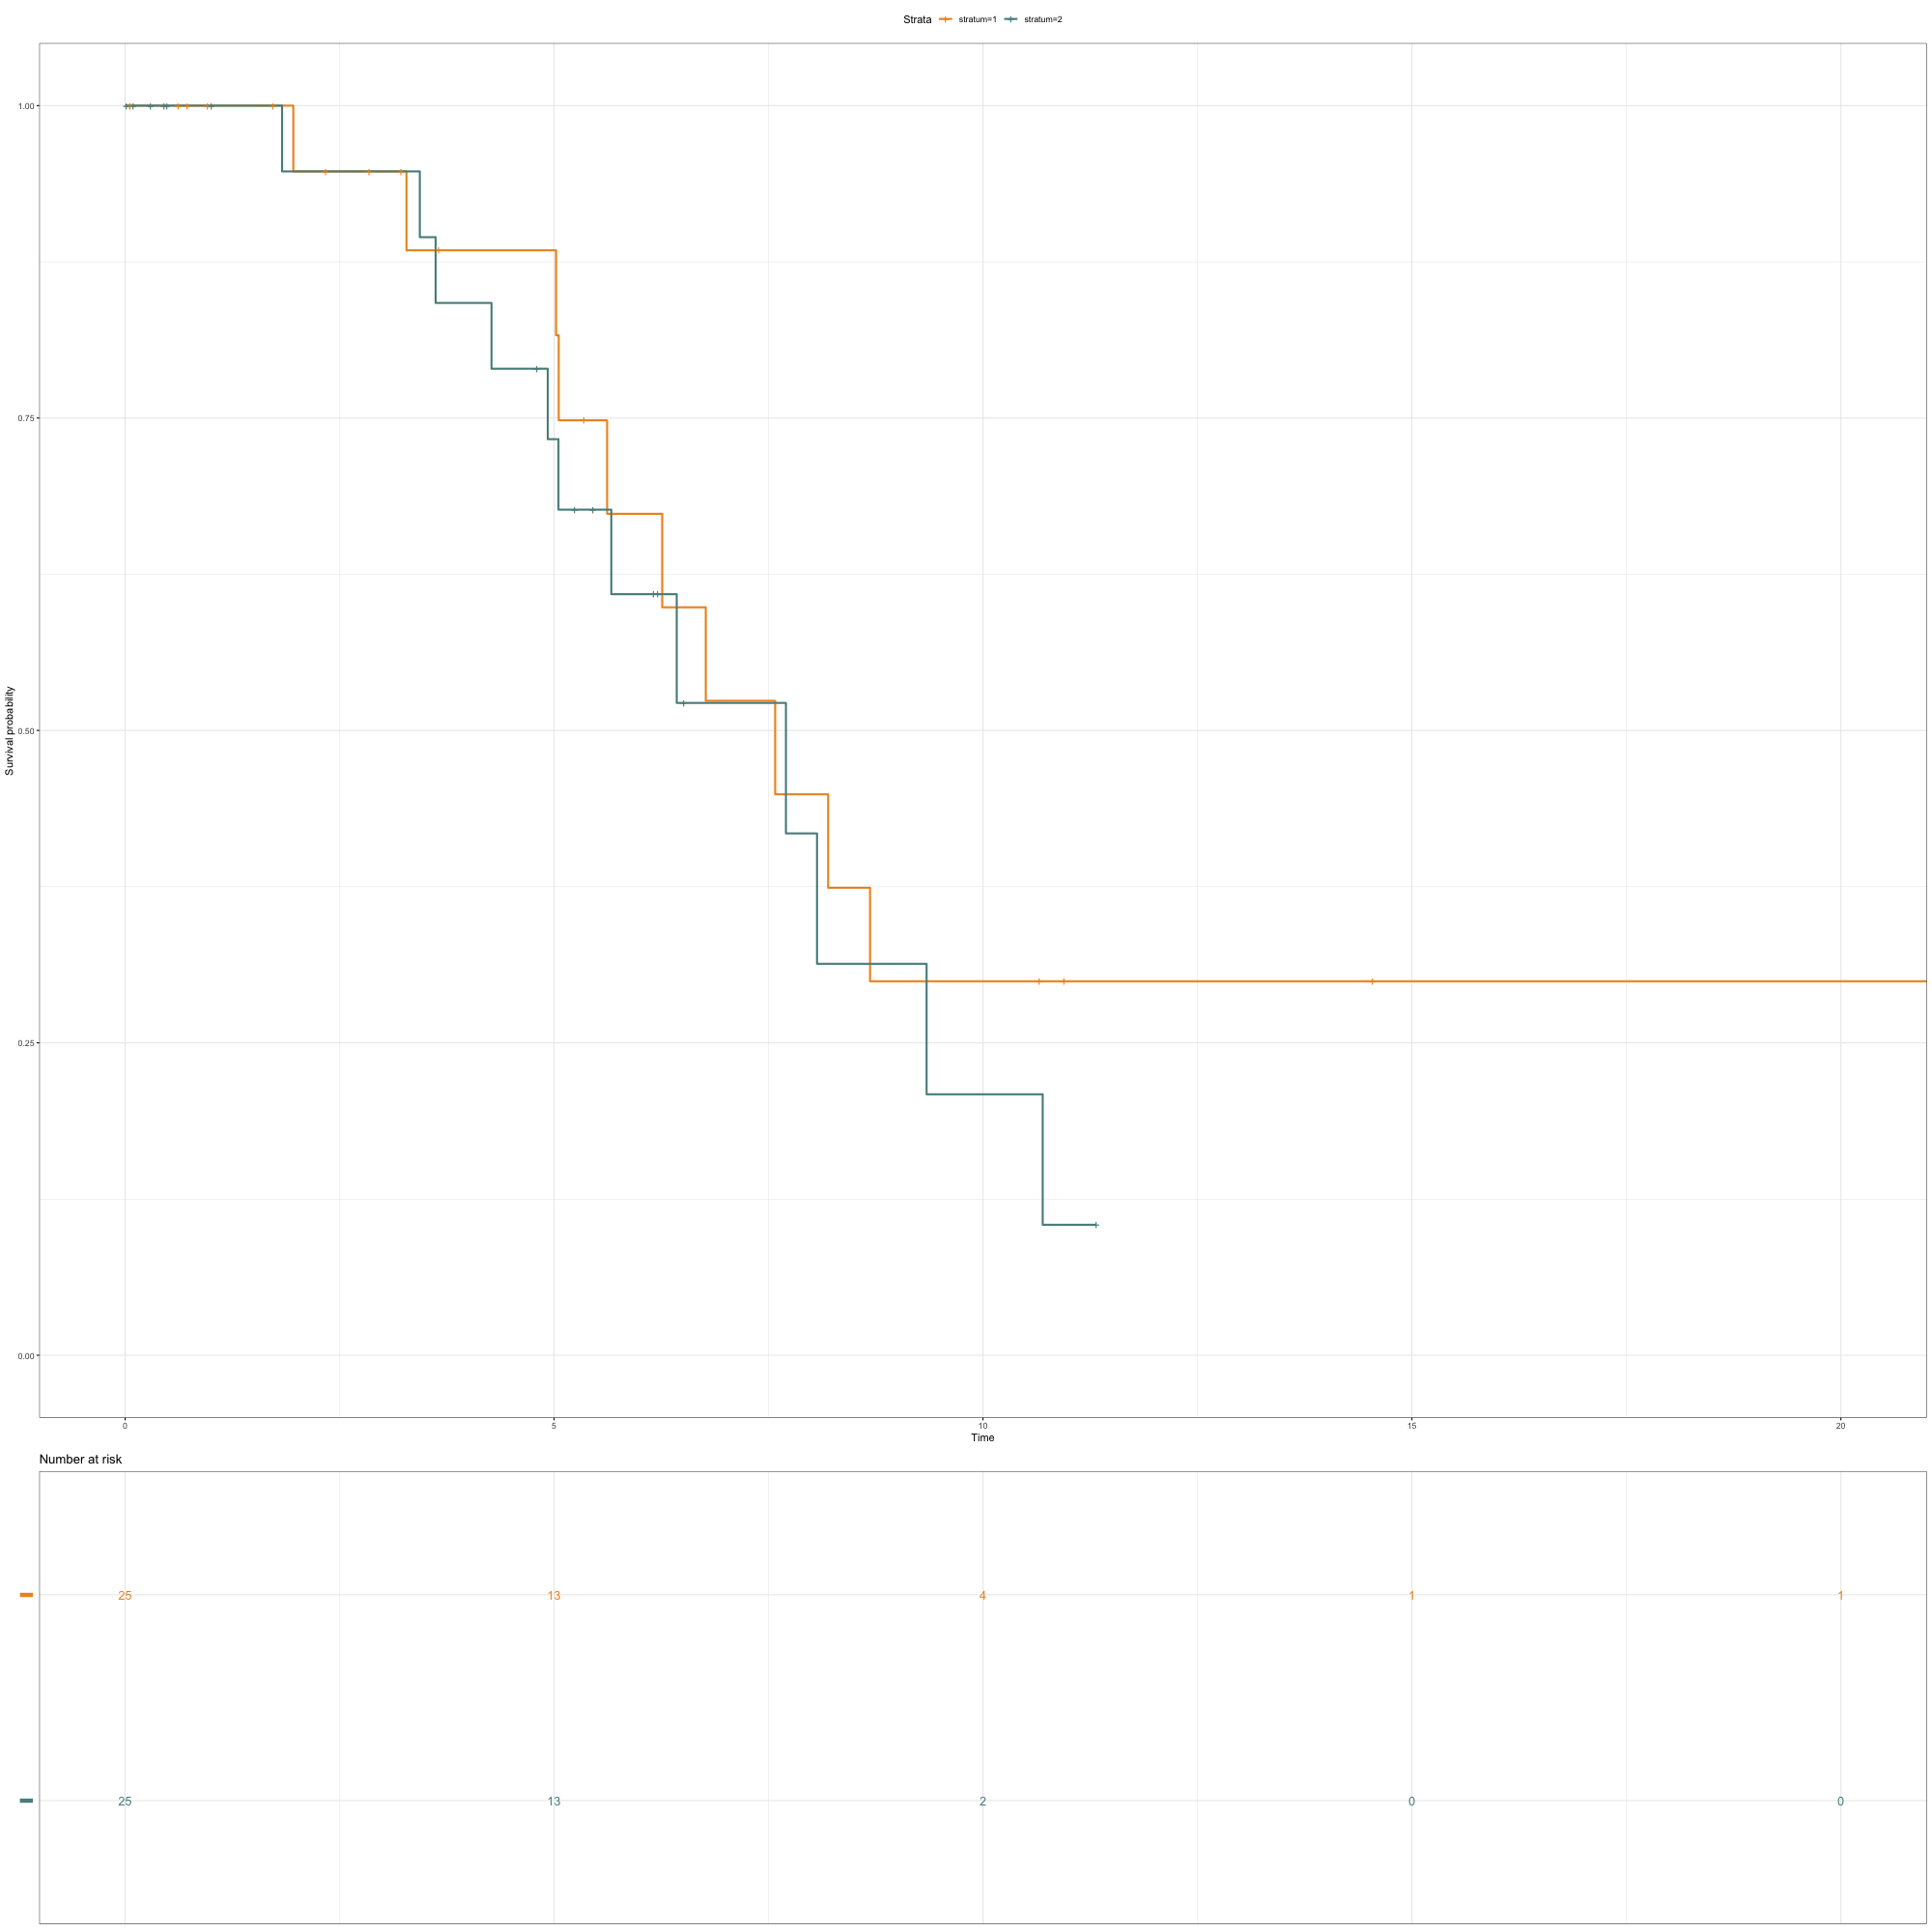 Strata stratum=1 stratum=2
1.00
0.75
0.50
0.25
0.00
Survival probability
0 5 10 15 20
Time
Number at risk
25 13 4 1 1
25 13 2 0 0